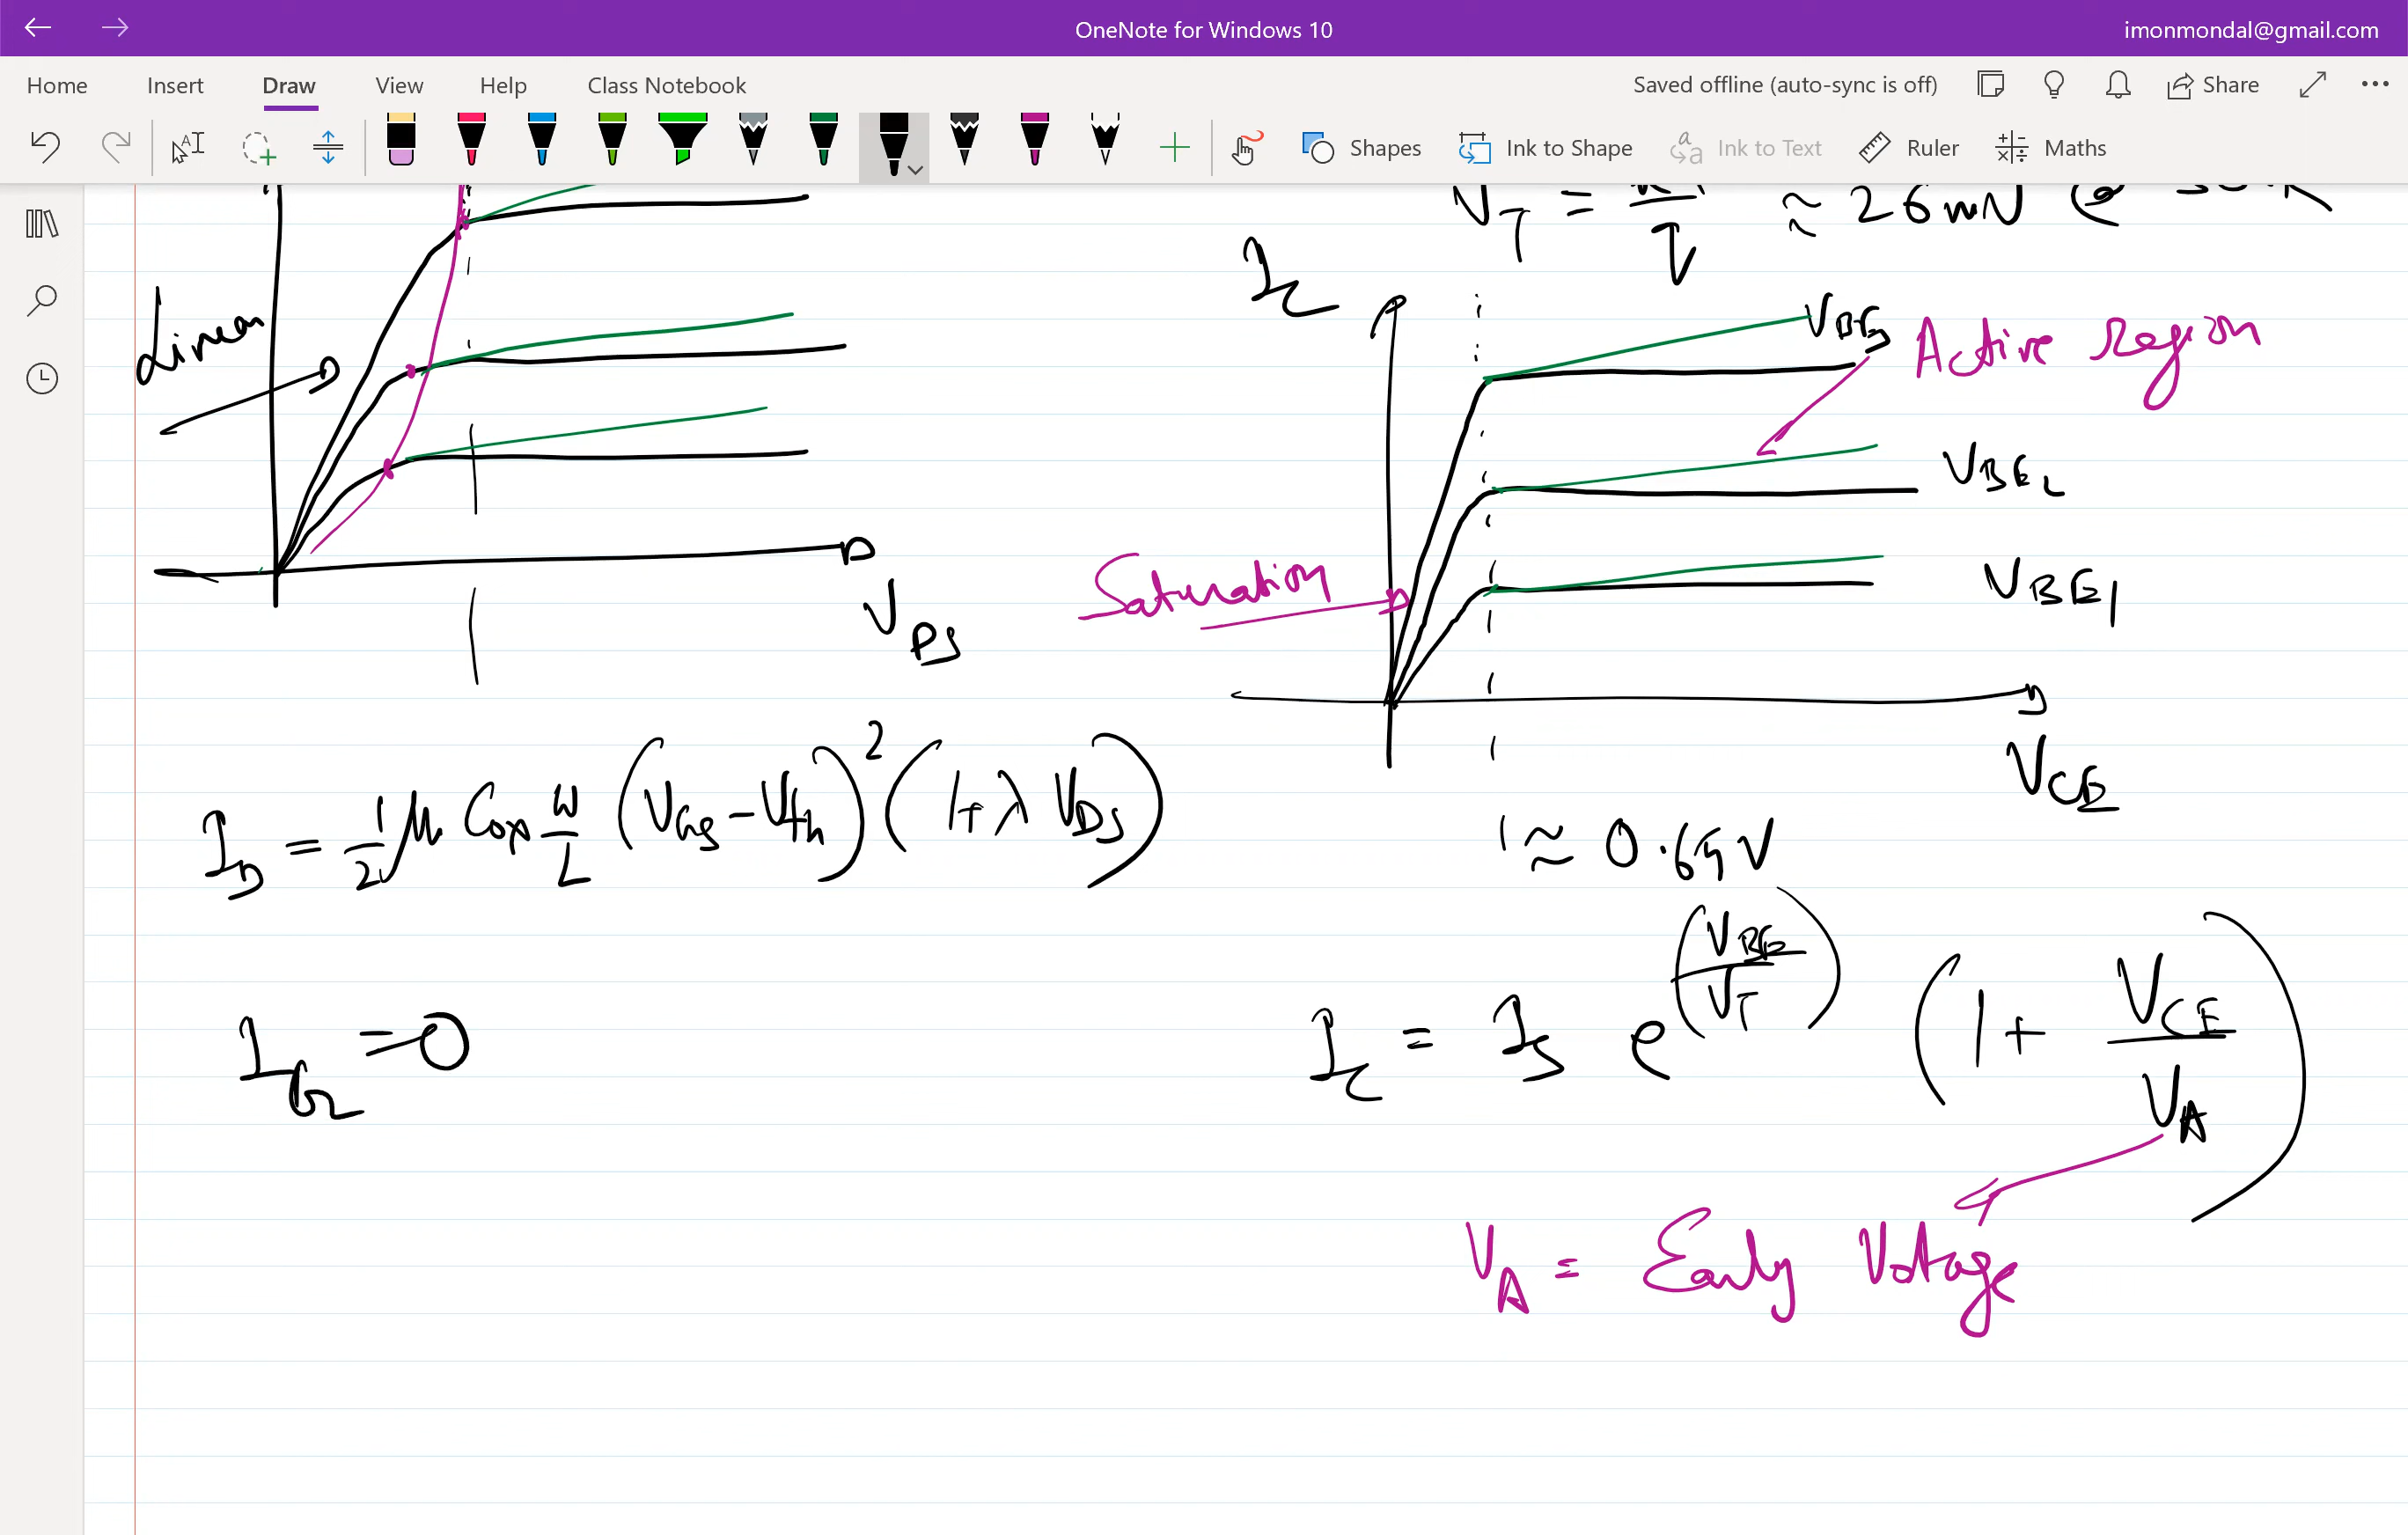 OneNote for Windows 10
imonmondal@gmail.com
Home Insert Draw View Help Class Notebook
Saved offline (auto-sync is off) Share
Shapes Ink to Shape Ink to Text Ruler Maths
V_T = /q ≈ 26 mV @
I_C
Linear
V_BE3 Active Region
V_BE2
Saturation
V_BE1
V_DS
V_CE
I_D = 1/2 μ Cox W/L (V_GS - V_th)^2 (1 + λ V_DS)
≈ 0.65V
I_G = 0
I_C = I_S e^(V_BE/V_T) (1 + V_CE/V_A)
V_A = Early Voltage